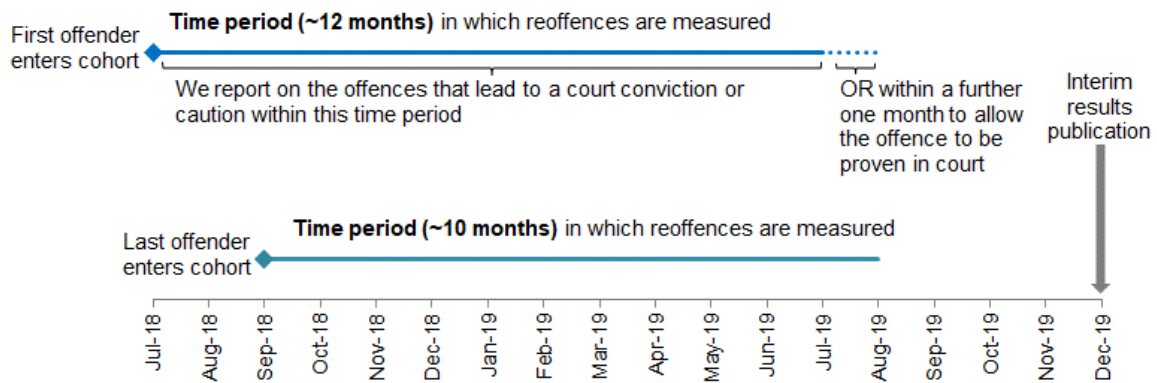 Time period (~12 months) in which reoffences are measured
First offender
enters cohort
We report on the offences that lead to a court conviction or
caution within this time period
OR within a further
one month to allow
the offence to be
proven in court
Interim
results
publication
Time period (~10 months) in which reoffences are measured
Last offender
enters cohort
Jul-18
Aug-18
Sep-18
Oct-18
Nov-18
Dec-18
Jan-19
Feb-19
Mar-19
Apr-19
May-19
Jun-19
Jul-19
Aug-19
Sep-19
Oct-19
Nov-19
Dec-19